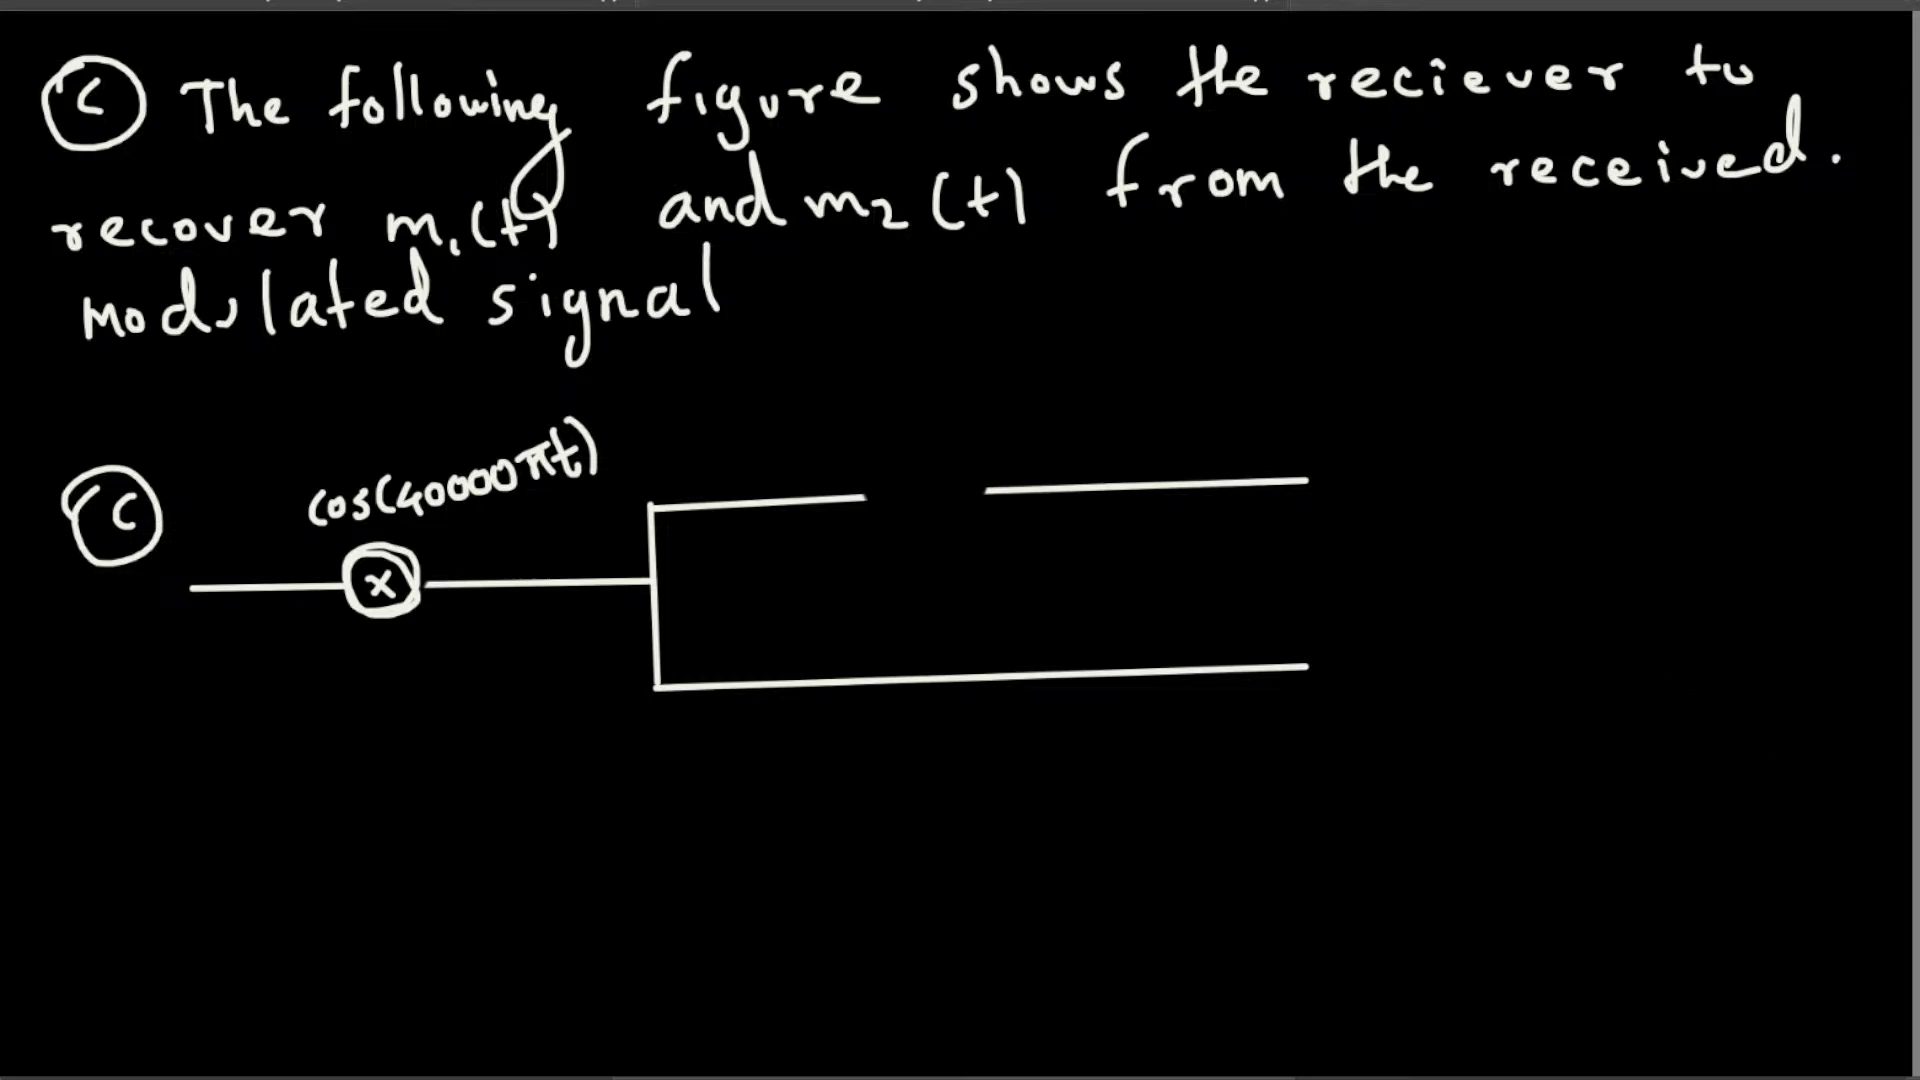 C The following figure shows the reciever to
recover m1(t) and m2(t) from the received.
modulated signal
C cos(40000πt)
x